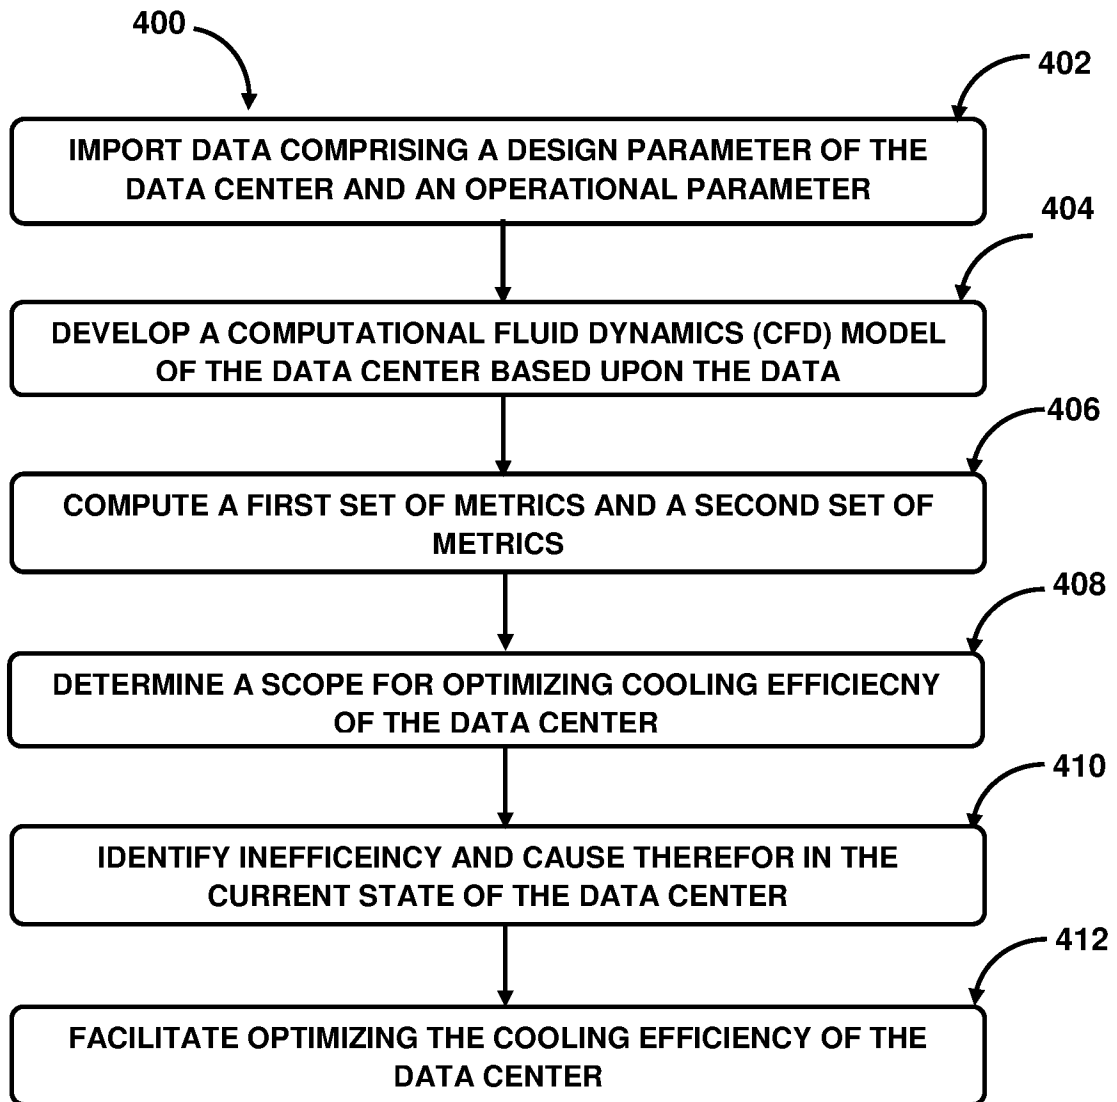 400
402
IMPORT DATA COMPRISING A DESIGN PARAMETER OF THE
DATA CENTER AND AN OPERATIONAL PARAMETER
404
DEVELOP A COMPUTATIONAL FLUID DYNAMICS (CFD) MODEL
OF THE DATA CENTER BASED UPON THE DATA
406
COMPUTE A FIRST SET OF METRICS AND A SECOND SET OF
METRICS
408
DETERMINE A SCOPE FOR OPTIMIZING COOLING EFFICIECNY
OF THE DATA CENTER
410
IDENTIFY INEFFICEINCY AND CAUSE THEREFOR IN THE
CURRENT STATE OF THE DATA CENTER
412
FACILITATE OPTIMIZING THE COOLING EFFICIENCY OF THE
DATA CENTER